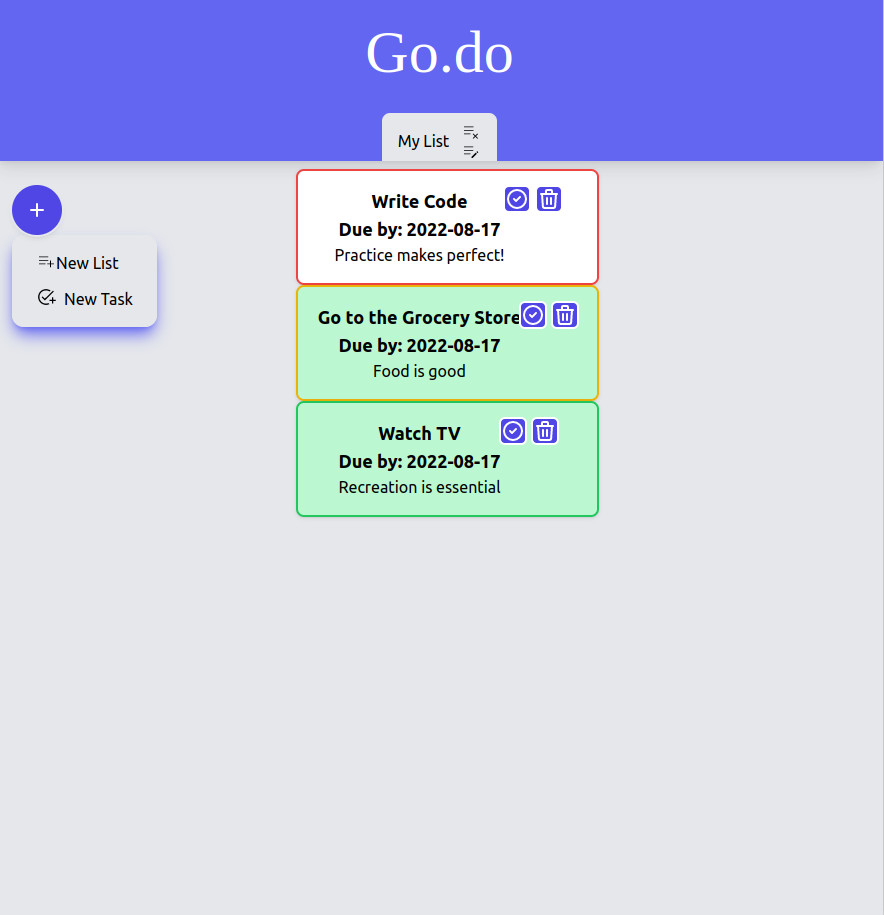 Go.do
My List
New List
New Task
Write Code
Due by: 2022-08-17
Practice makes perfect!
Go to the Grocery Store
Due by: 2022-08-17
Food is good
Watch TV
Due by: 2022-08-17
Recreation is essential